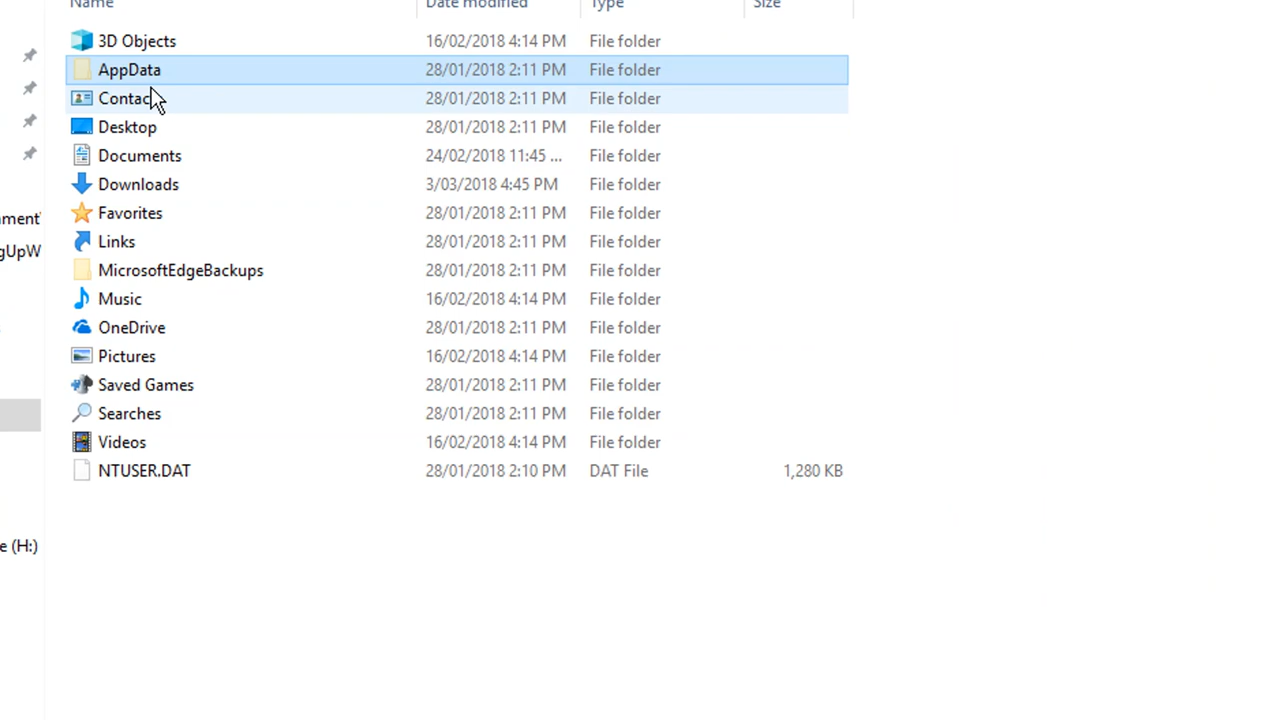 Name Date modified Type Size
3D Objects 16/02/2018 4:14 PM File folder
AppData 28/01/2018 2:11 PM File folder
Contac 28/01/2018 2:11 PM File folder
Desktop 28/01/2018 2:11 PM File folder
Documents 24/02/2018 11:45 ... File folder
Downloads 3/03/2018 4:45 PM File folder
ment'
Favorites 28/01/2018 2:11 PM File folder
gUpW
Links 28/01/2018 2:11 PM File folder
MicrosoftEdgeBackups 28/01/2018 2:11 PM File folder
Music 16/02/2018 4:14 PM File folder
OneDrive 28/01/2018 2:11 PM File folder
Pictures 16/02/2018 4:14 PM File folder
Saved Games 28/01/2018 2:11 PM File folder
Searches 28/01/2018 2:11 PM File folder
Videos 16/02/2018 4:14 PM File folder
NTUSER.DAT 28/01/2018 2:10 PM DAT File 1,280 KB
e (H:)